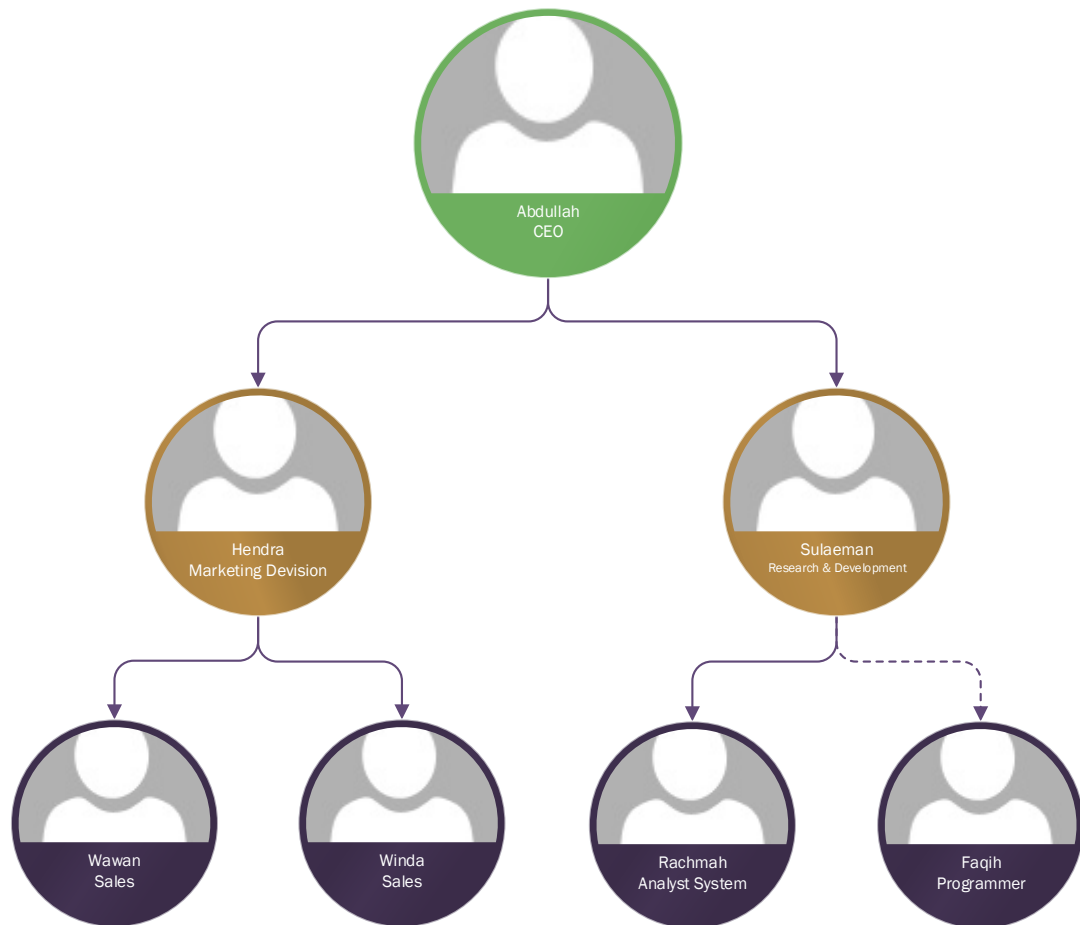 Abdullah
CEO
Hendra
Marketing Devision
Sulaeman
Research & Development
Wawan
Sales
Winda
Sales
Rachmah
Analyst System
Faqih
Programmer